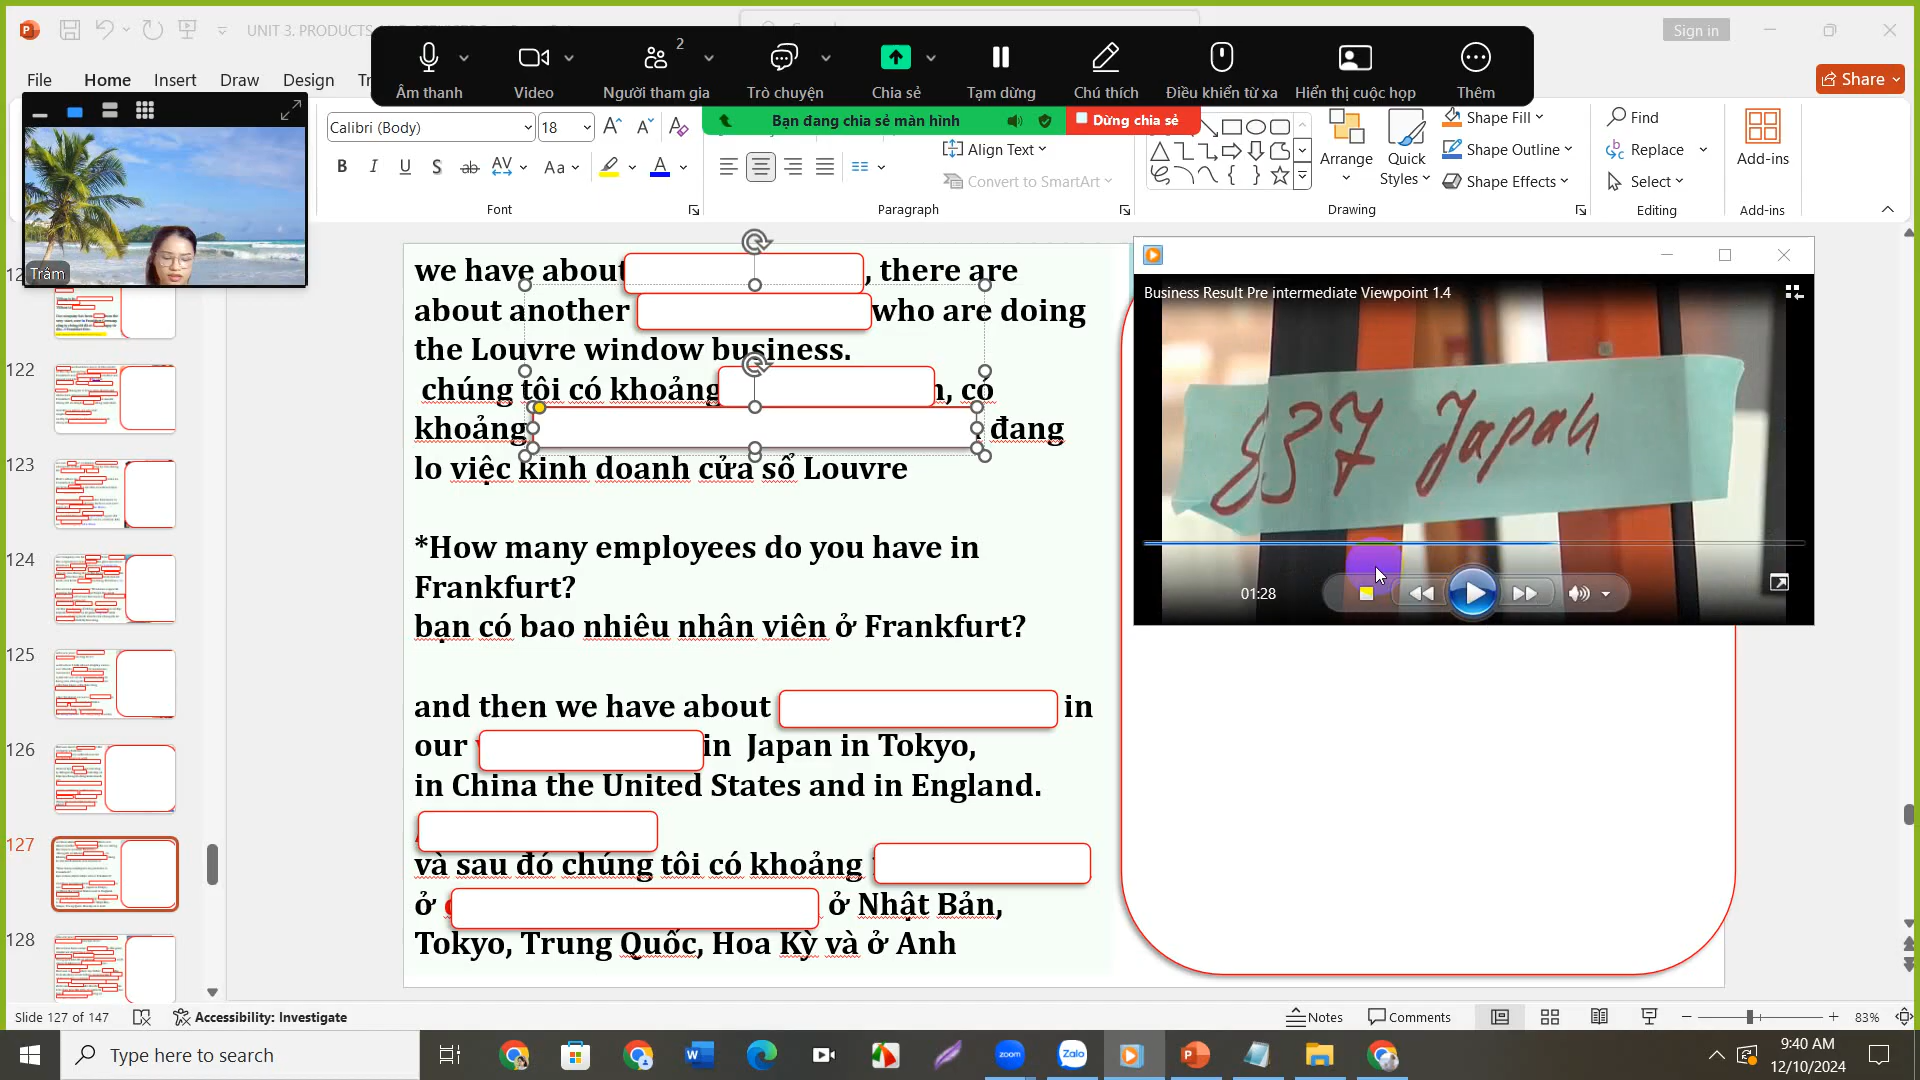 UNIT 3. PRODUCTS
Search
Sign in
File
Home
Insert
Draw
Design
Share
2
Âm thanh
Video
Người tham gia
Trò chuyện
Chia sẻ
Tạm dừng
Chú thích
Điều khiển từ xa
Hiển thị cuộc họp
Thêm
Bạn đang chia sẻ màn hình
Dừng chia sẻ
Trâm
Calibri (Body)
18
Font
Align Text
Convert to SmartArt
Paragraph
Arrange
Quick Styles
Shape Fill
Shape Outline
Shape Effects
Drawing
Find
Replace
Select
Editing
Add-ins
Add-ins
122
123
124
125
126
127
128
we have about , there are
about another who are doing
the Louvre window business.
chúng tôi có khoảng , có
khoảng đang
lo việc kinh doanh cửa sổ Louvre
*How many employees do you have in
Frankfurt?
bạn có bao nhiêu nhân viên ở Frankfurt?
and then we have about in
our in Japan in Tokyo,
in China the United States and in England.
và sau đó chúng tôi có khoảng
ở ở Nhật Bản,
Tokyo, Trung Quốc, Hoa Kỳ và ở Anh
Business Result Pre intermediate Viewpoint 1.4
537 Japan
01:28
Slide 127 of 147
Accessibility: Investigate
Notes
Comments
83%
Type here to search
zoom
Zalo
9:40 AM
12/10/2024